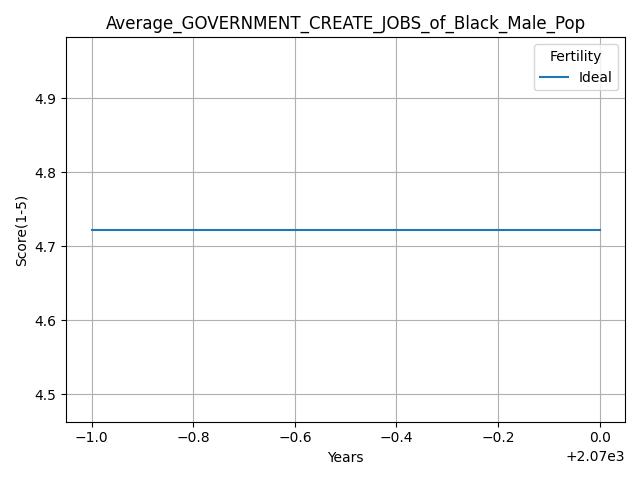 Average_GOVERNMENT_CREATE_JOBS_of_Black_Male_Pop
Fertility
Ideal
4.9
4.8
4.7
4.6
4.5
Score(1-5)
−1.0 −0.8 −0.6 −0.4 −0.2 0.0
Years
+2.07e3